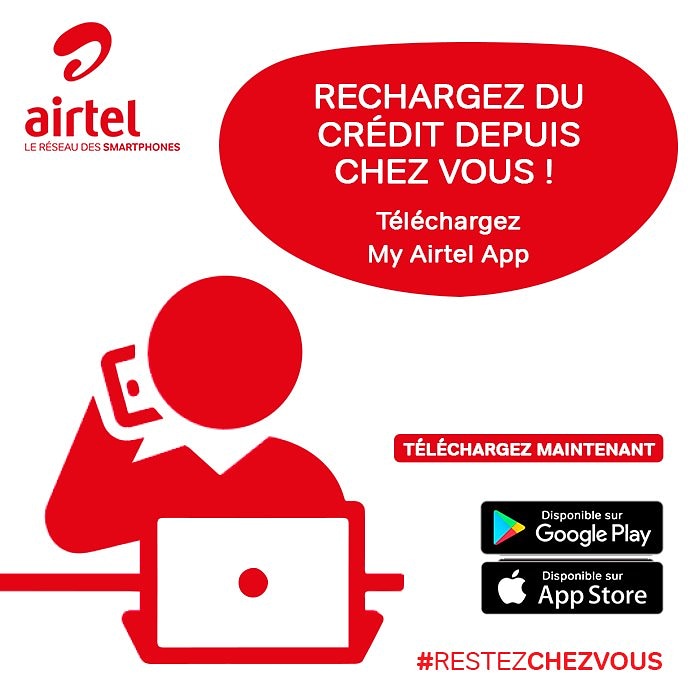 airtel
LE RÉSEAU DES SMARTPHONES
RECHARGEZ DU
CRÉDIT DEPUIS
CHEZ VOUS !
Téléchargez
My Airtel App
TÉLÉCHARGEZ MAINTENANT
Disponible sur
Google Play
Disponible sur
App Store
#RESTEZCHEZVOUS